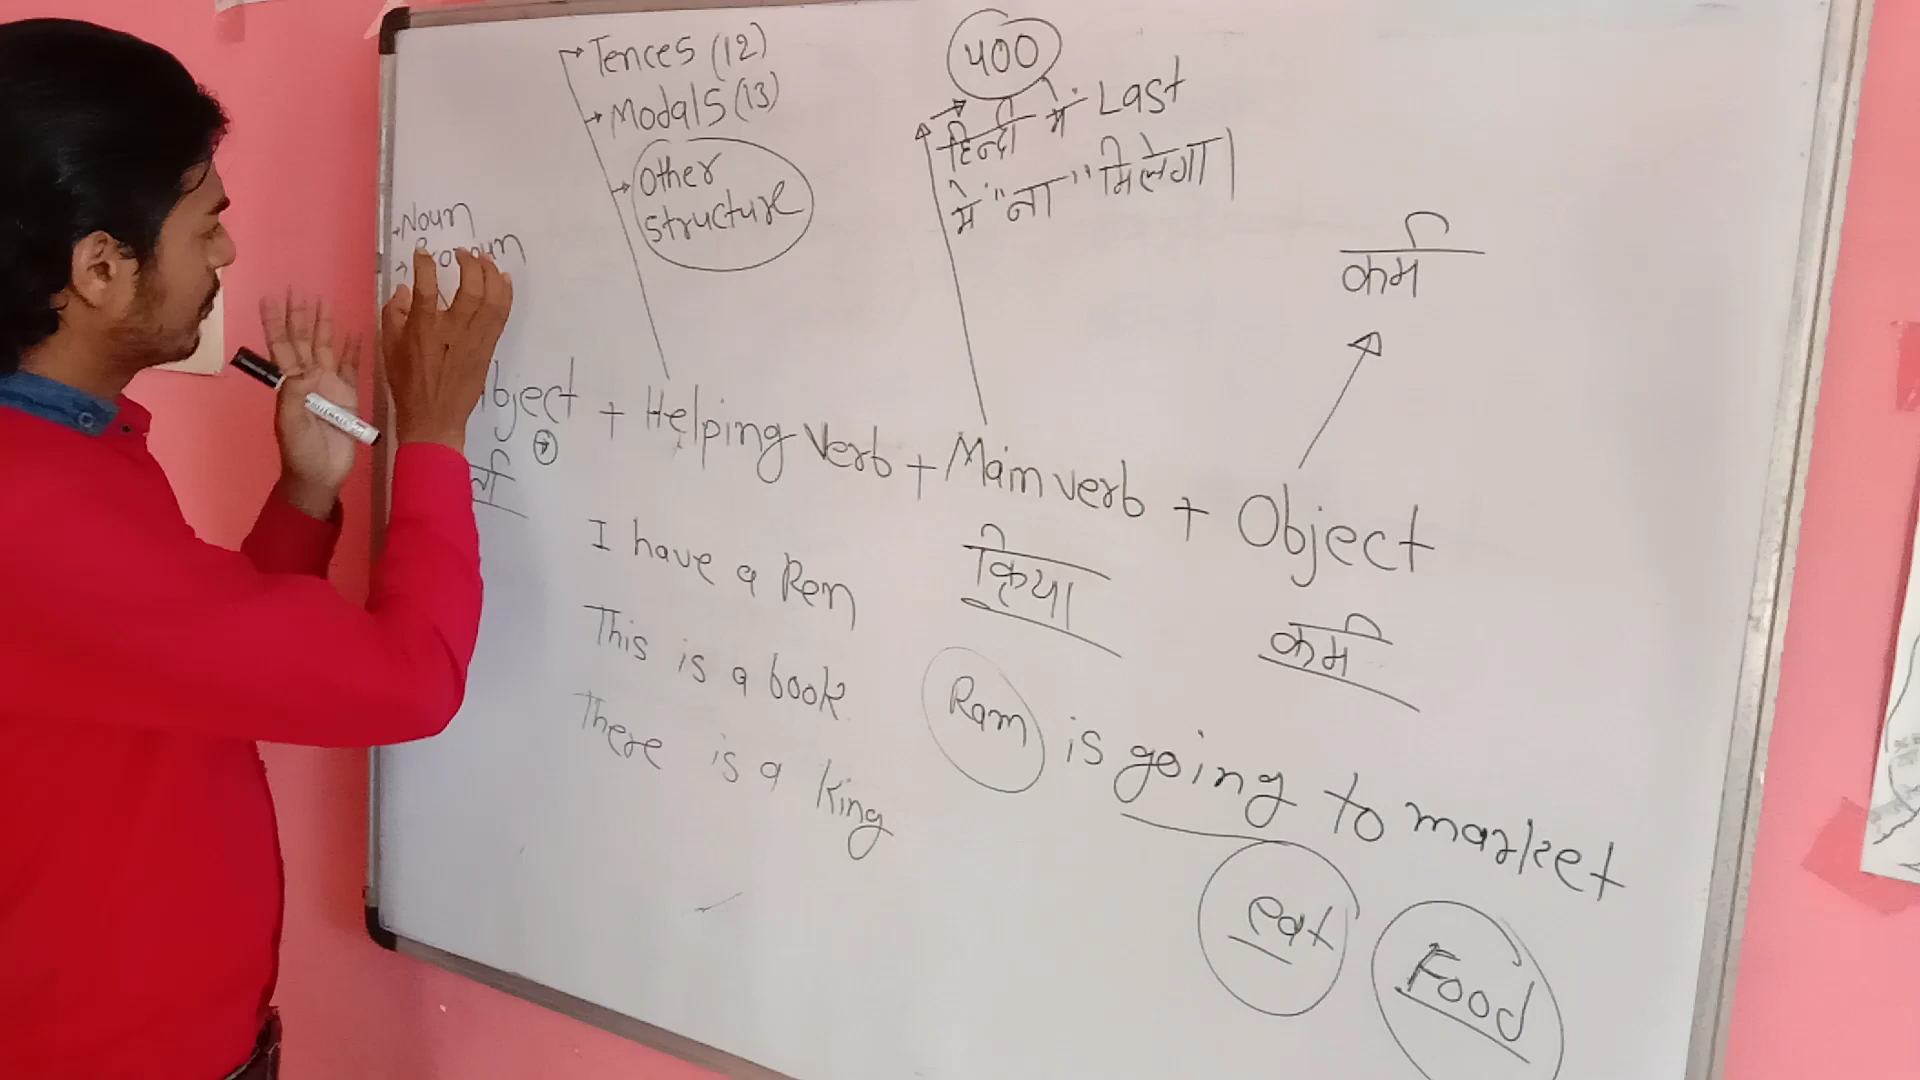 Tences (12)
Modals (13)
Other
structure
400
हिन्दी में Last
में "ना" मिलेगा।
Noun
कर्म
+ Helping Verb + Main verb + Object
क्रिया
कर्म
I have a Pen
This is a book
There is a King
Ram is going to market
eat
Food